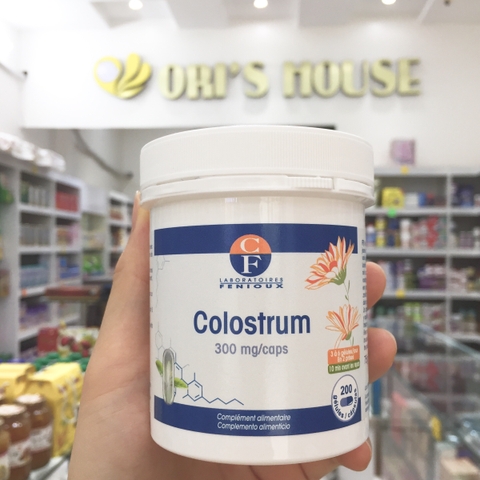 ORI'S HOUSE
CF
LABORATOIRES
FENIOUX
Colostrum
300 mg/caps
200
Complément alimentaire
Complemento alimenticio